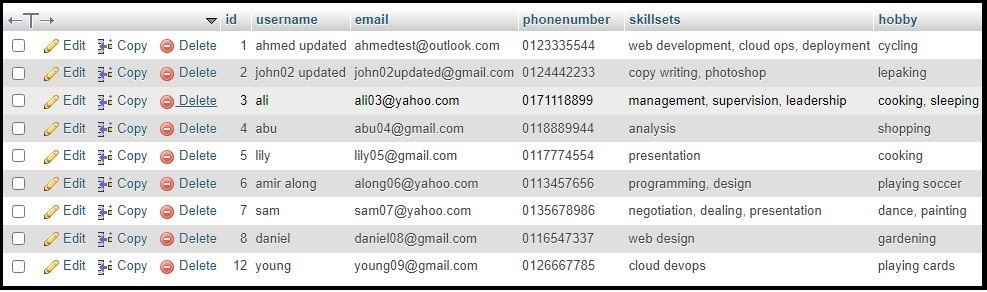 id username email phonenumber skillsets hobby
Edit Copy Delete 1 ahmed updated ahmedtest@outlook.com 0123335544 web development, cloud ops, deployment cycling
Edit Copy Delete 2 john02 updated john02updated@gmail.com 0124442233 copy writing, photoshop lepaking
Edit Copy Delete 3 ali ali03@yahoo.com 0171118899 management, supervision, leadership cooking, sleeping
Edit Copy Delete 4 abu abu04@gmail.com 0118889944 analysis shopping
Edit Copy Delete 5 lily lily05@gmail.com 0117774554 presentation cooking
Edit Copy Delete 6 amir along along06@yahoo.com 0113457656 programming, design playing soccer
Edit Copy Delete 7 sam sam07@yahoo.com 0135678986 negotiation, dealing, presentation dance, painting
Edit Copy Delete 8 daniel daniel08@gmail.com 0116547337 web design gardening
Edit Copy Delete 12 young young09@gmail.com 0126667785 cloud devops playing cards